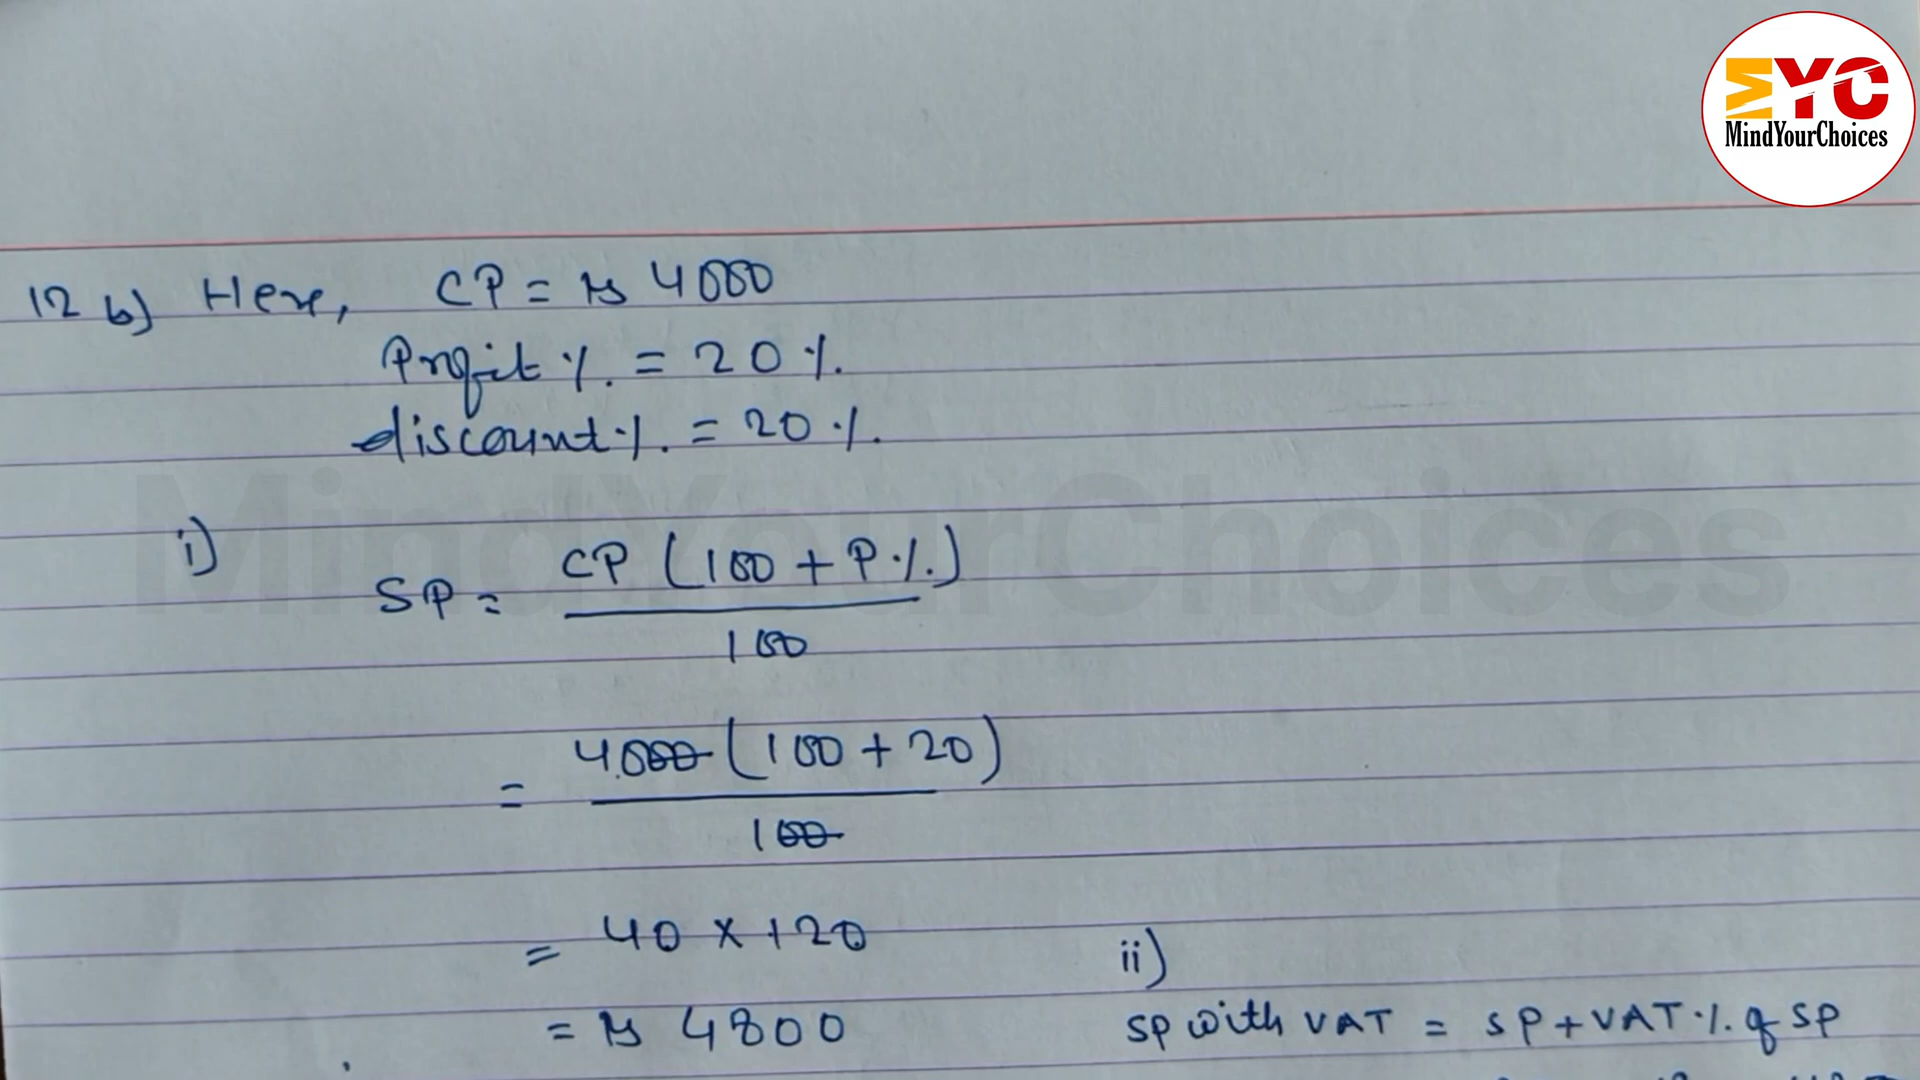 MYC
MindYourChoices
12 b) Here, CP = Rs 4000
Profit % = 20 %.
discount % = 20 %.
MindYourChoices
i)
SP = CP (100 + P%)
100
= 4000 (100 + 20)
100
= 40 × 120
= Rs 4800
ii)
SP with VAT = SP + VAT % of SP